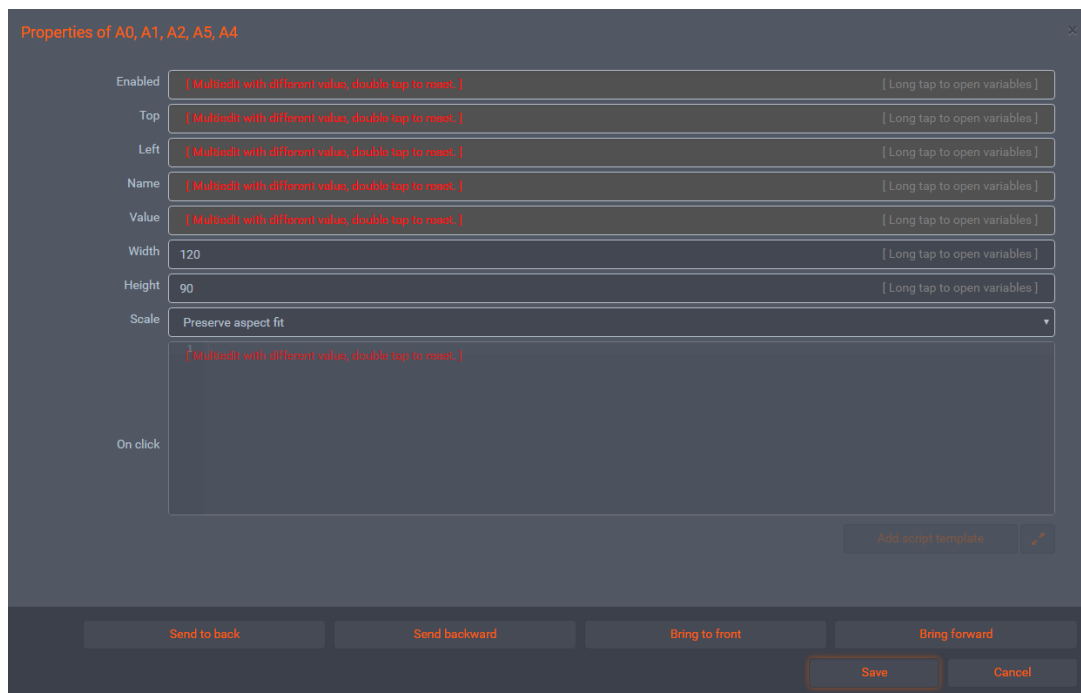 Properties of A0, A1, A2, A5, A4
×
Enabled [ Multiedit with different value, double tap to reset. ] [ Long tap to open variables ]
Top [ Multiedit with different value, double tap to reset. ] [ Long tap to open variables ]
Left [ Multiedit with different value, double tap to reset. ] [ Long tap to open variables ]
Name [ Multiedit with different value, double tap to reset. ] [ Long tap to open variables ]
Value [ Multiedit with different value, double tap to reset. ] [ Long tap to open variables ]
Width 120 [ Long tap to open variables ]
Height 90 [ Long tap to open variables ]
Scale Preserve aspect fit
1
[ Multiedit with different value, double tap to reset. ]
On click
Add script template
Send to back Send backward Bring to front Bring forward
Save Cancel